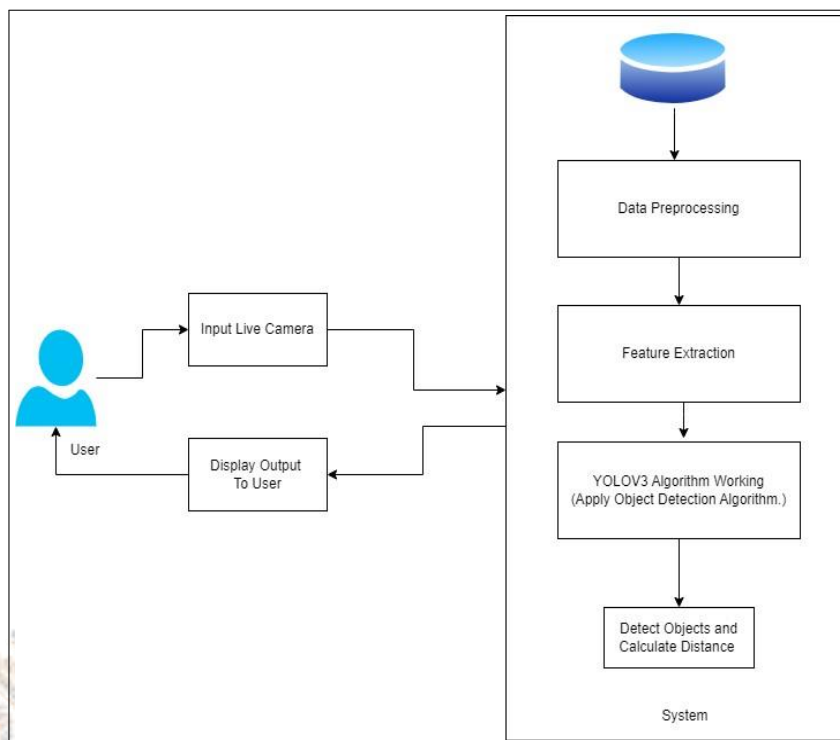 Data Preprocessing
Input Live Camera
Feature Extraction
User
Display Output
To User
YOLOV3 Algorithm Working
(Apply Object Detection Algorithm.)
Detect Objects and
Calculate Distance
System